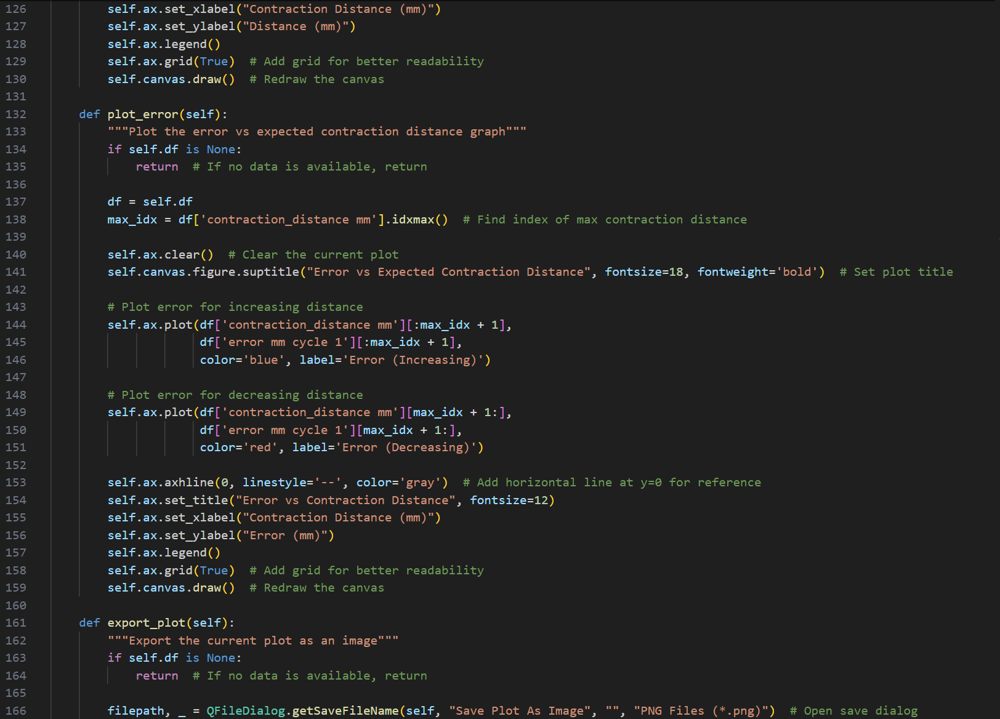 126 self.ax.set_xlabel("Contraction Distance (mm)")
127 self.ax.set_ylabel("Distance (mm)")
128 self.ax.legend()
129 self.ax.grid(True)  # Add grid for better readability
130 self.canvas.draw()  # Redraw the canvas
131
132 def plot_error(self):
133 """Plot the error vs expected contraction distance graph"""
134 if self.df is None:
135 return  # If no data is available, return
136
137 df = self.df
138 max_idx = df['contraction_distance mm'].idxmax()  # Find index of max contraction distance
139
140 self.ax.clear()  # Clear the current plot
141 self.canvas.figure.suptitle("Error vs Expected Contraction Distance", fontsize=18, fontweight='bold')  # Set plot title
142
143 # Plot error for increasing distance
144 self.ax.plot(df['contraction_distance mm'][:max_idx + 1],
145 df['error mm cycle 1'][:max_idx + 1],
146 color='blue', label='Error (Increasing)')
147
148 # Plot error for decreasing distance
149 self.ax.plot(df['contraction_distance mm'][max_idx + 1:],
150 df['error mm cycle 1'][max_idx + 1:],
151 color='red', label='Error (Decreasing)')
152
153 self.ax.axhline(0, linestyle='--', color='gray')  # Add horizontal line at y=0 for reference
154 self.ax.set_title("Error vs Contraction Distance", fontsize=12)
155 self.ax.set_xlabel("Contraction Distance (mm)")
156 self.ax.set_ylabel("Error (mm)")
157 self.ax.legend()
158 self.ax.grid(True)  # Add grid for better readability
159 self.canvas.draw()  # Redraw the canvas
160
161 def export_plot(self):
162 """Export the current plot as an image"""
163 if self.df is None:
164 return  # If no data is available, return
165
166 filepath, _ = QFileDialog.getSaveFileName(self, "Save Plot As Image", "", "PNG Files (*.png)")  # Open save dialog